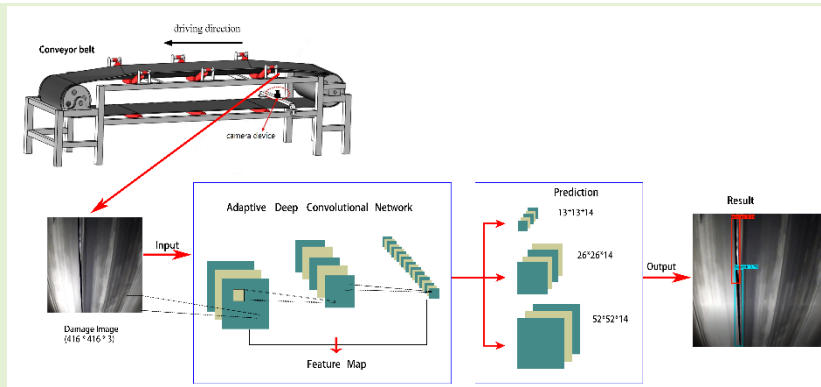 driving direction
Conveyor belt
camera device
Adaptive Deep Convolutional Network
Input
Damage Image
(416 * 416 * 3)
Feature Map
Prediction
13*13*14
26*26*14
52*52*14
Output
Result